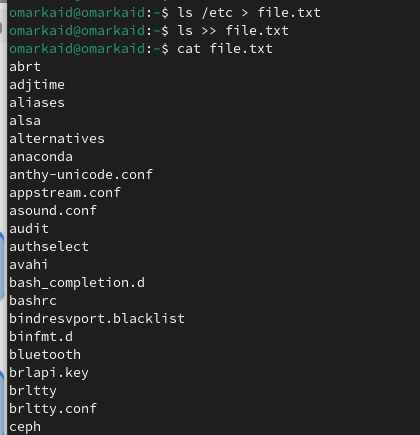 omarkaid@omarkaid:~$ ls /etc > file.txt
omarkaid@omarkaid:~$ ls >> file.txt
omarkaid@omarkaid:~$ cat file.txt
abrt
adjtime
aliases
alsa
alternatives
anaconda
anthy-unicode.conf
appstream.conf
asound.conf
audit
authselect
avahi
bash_completion.d
bashrc
bindresvport.blacklist
binfmt.d
bluetooth
brlapi.key
brltty
brltty.conf
ceph